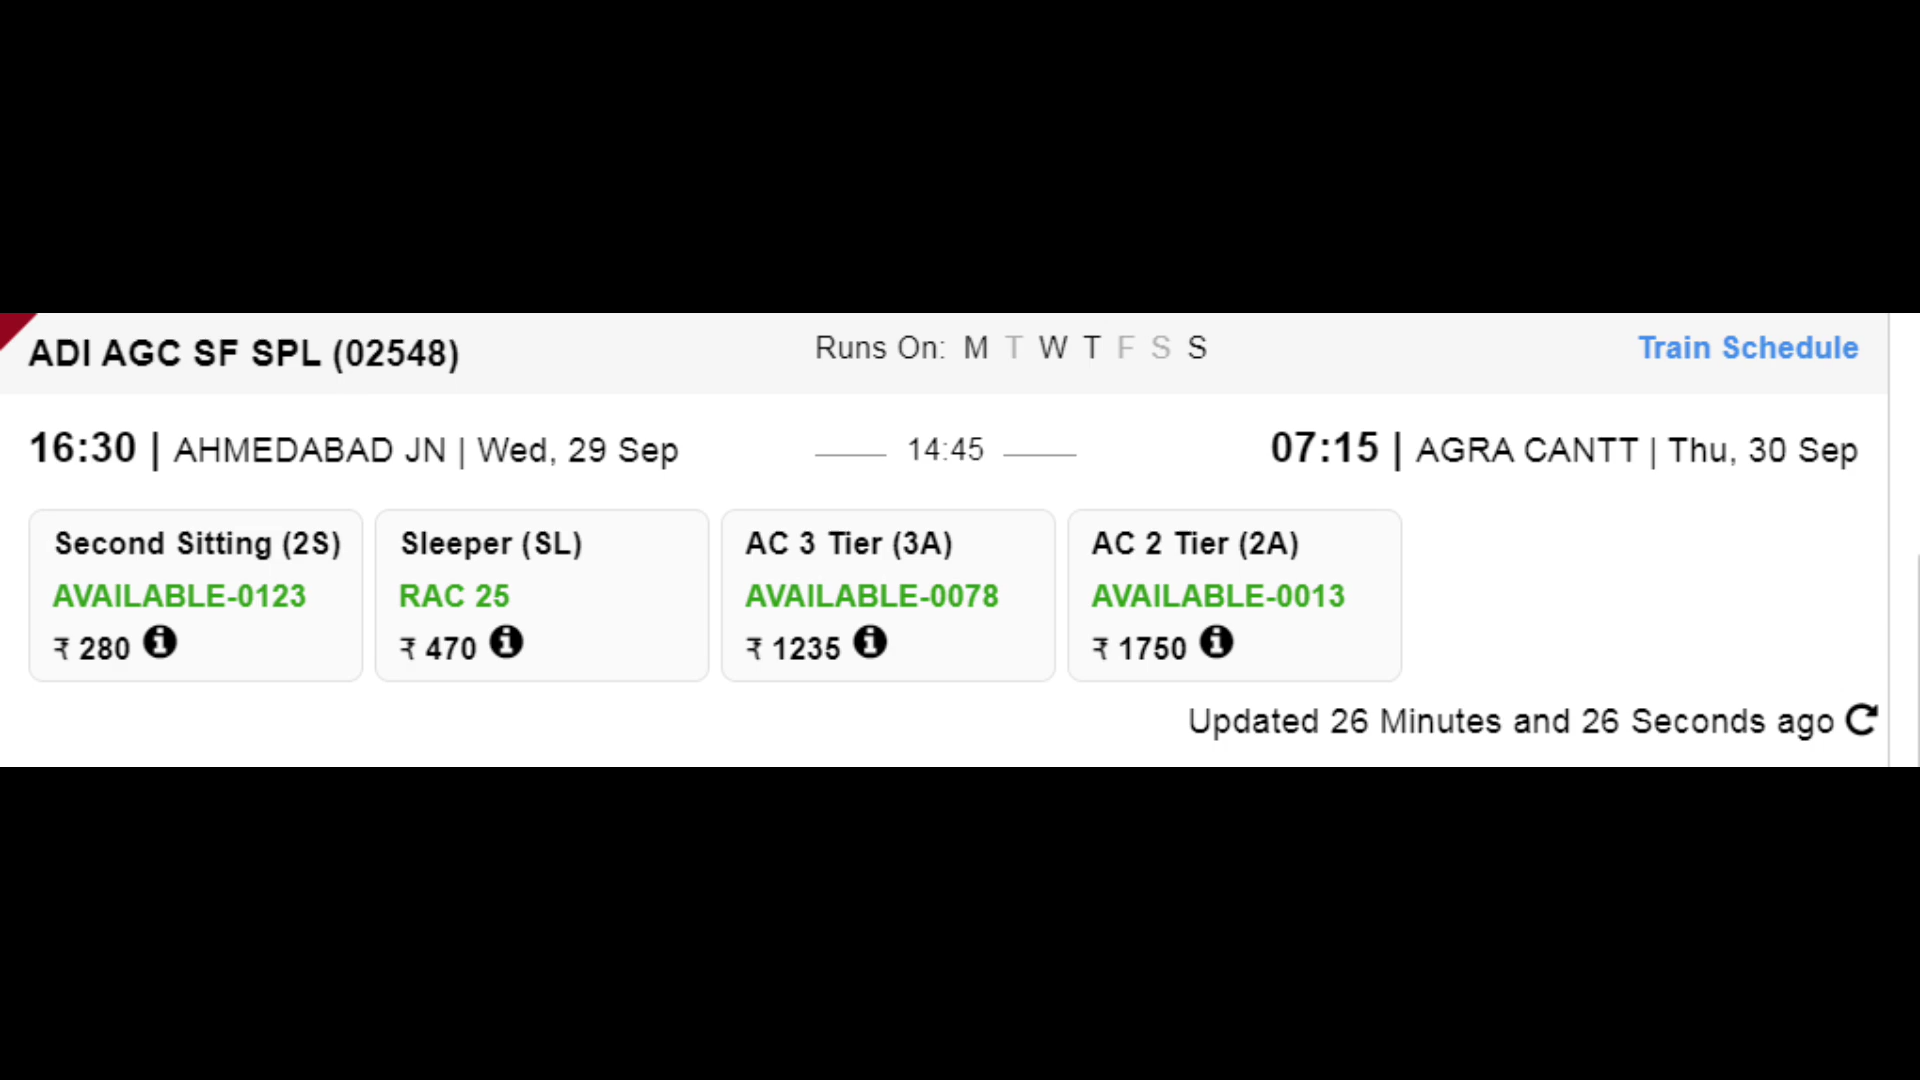 ADI AGC SF SPL (02548) Runs On: M T W T F S S Train Schedule
16:30 | AHMEDABAD JN | Wed, 29 Sep 14:45 07:15 | AGRA CANTT | Thu, 30 Sep
Second Sitting (2S) Sleeper (SL) AC 3 Tier (3A) AC 2 Tier (2A)
AVAILABLE-0123 RAC 25 AVAILABLE-0078 AVAILABLE-0013
₹ 280 ₹ 470 ₹ 1235 ₹ 1750
Updated 26 Minutes and 26 Seconds ago